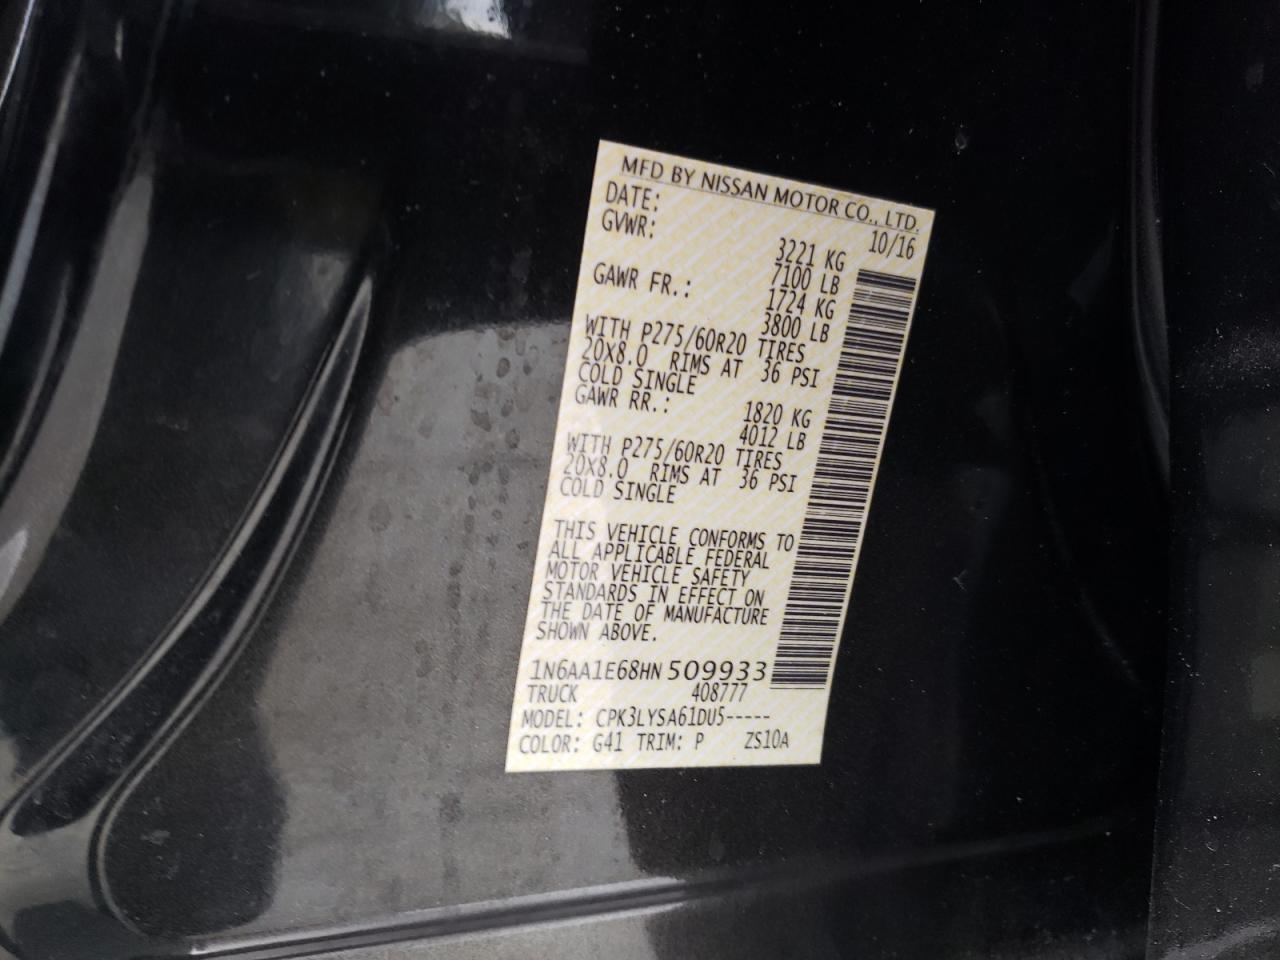 MFD BY NISSAN MOTOR CO., LTD.
DATE: 10/16
GVWR: 3221 KG
7100 LB
GAWR FR.: 1724 KG
3800 LB
WITH P275/60R20 TIRES
20X8.0 RIMS AT 36 PSI
COLD SINGLE
GAWR RR.: 1820 KG
4012 LB
WITH P275/60R20 TIRES
20X8.0 RIMS AT 36 PSI
COLD SINGLE
THIS VEHICLE CONFORMS TO
ALL APPLICABLE FEDERAL
MOTOR VEHICLE SAFETY
STANDARDS IN EFFECT ON
THE DATE OF MANUFACTURE
SHOWN ABOVE.
1N6AA1E68HN509933
TRUCK 408777
MODEL: CPK3LYSA61DU5-----
COLOR: G41 TRIM: P ZS10A